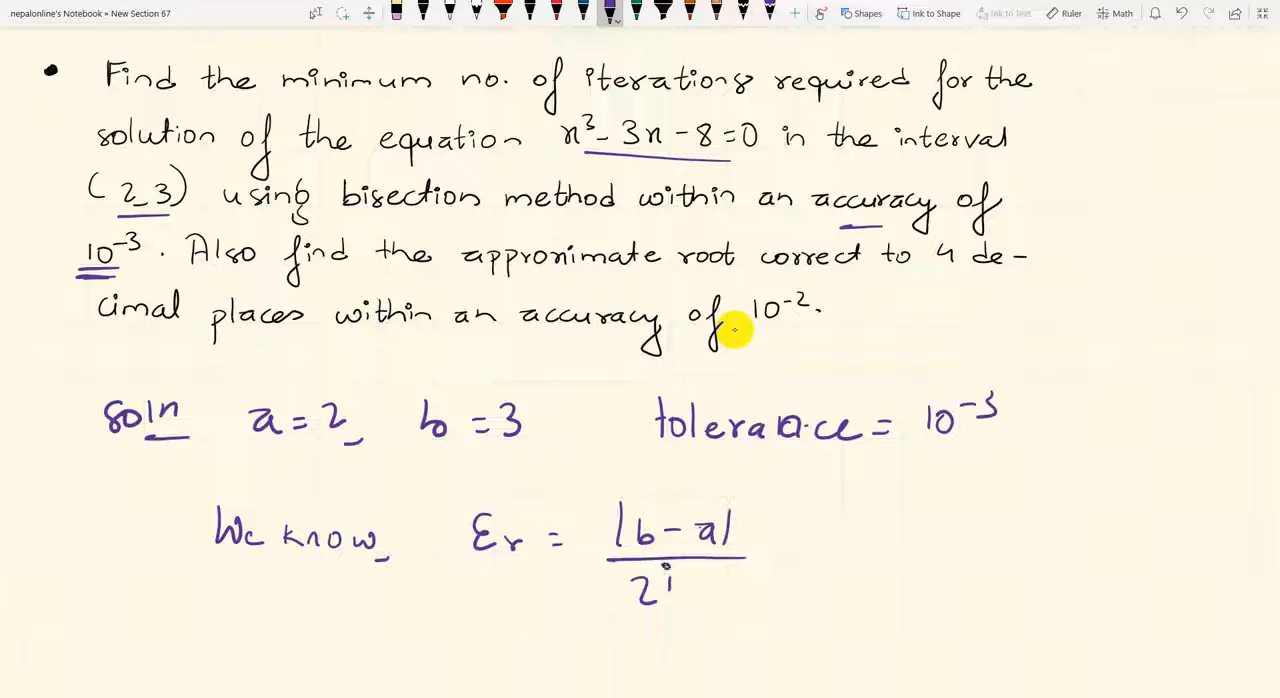 nepalonline's Notebook » New Section 67
Shapes Ink to Shape Ink to Text Ruler Math
• Find the minimum no. of iterations required for the
solution of the equation x³ - 3x - 8 = 0 in the interval
(2, 3) using bisection method within an accuracy of
10⁻³. Also find the approximate root correct to 4 de-
cimal places within an accuracy of 10⁻².
soln a = 2, b = 3 tolerance = 10⁻³
We know, Er = |b - a| / 2ⁱ